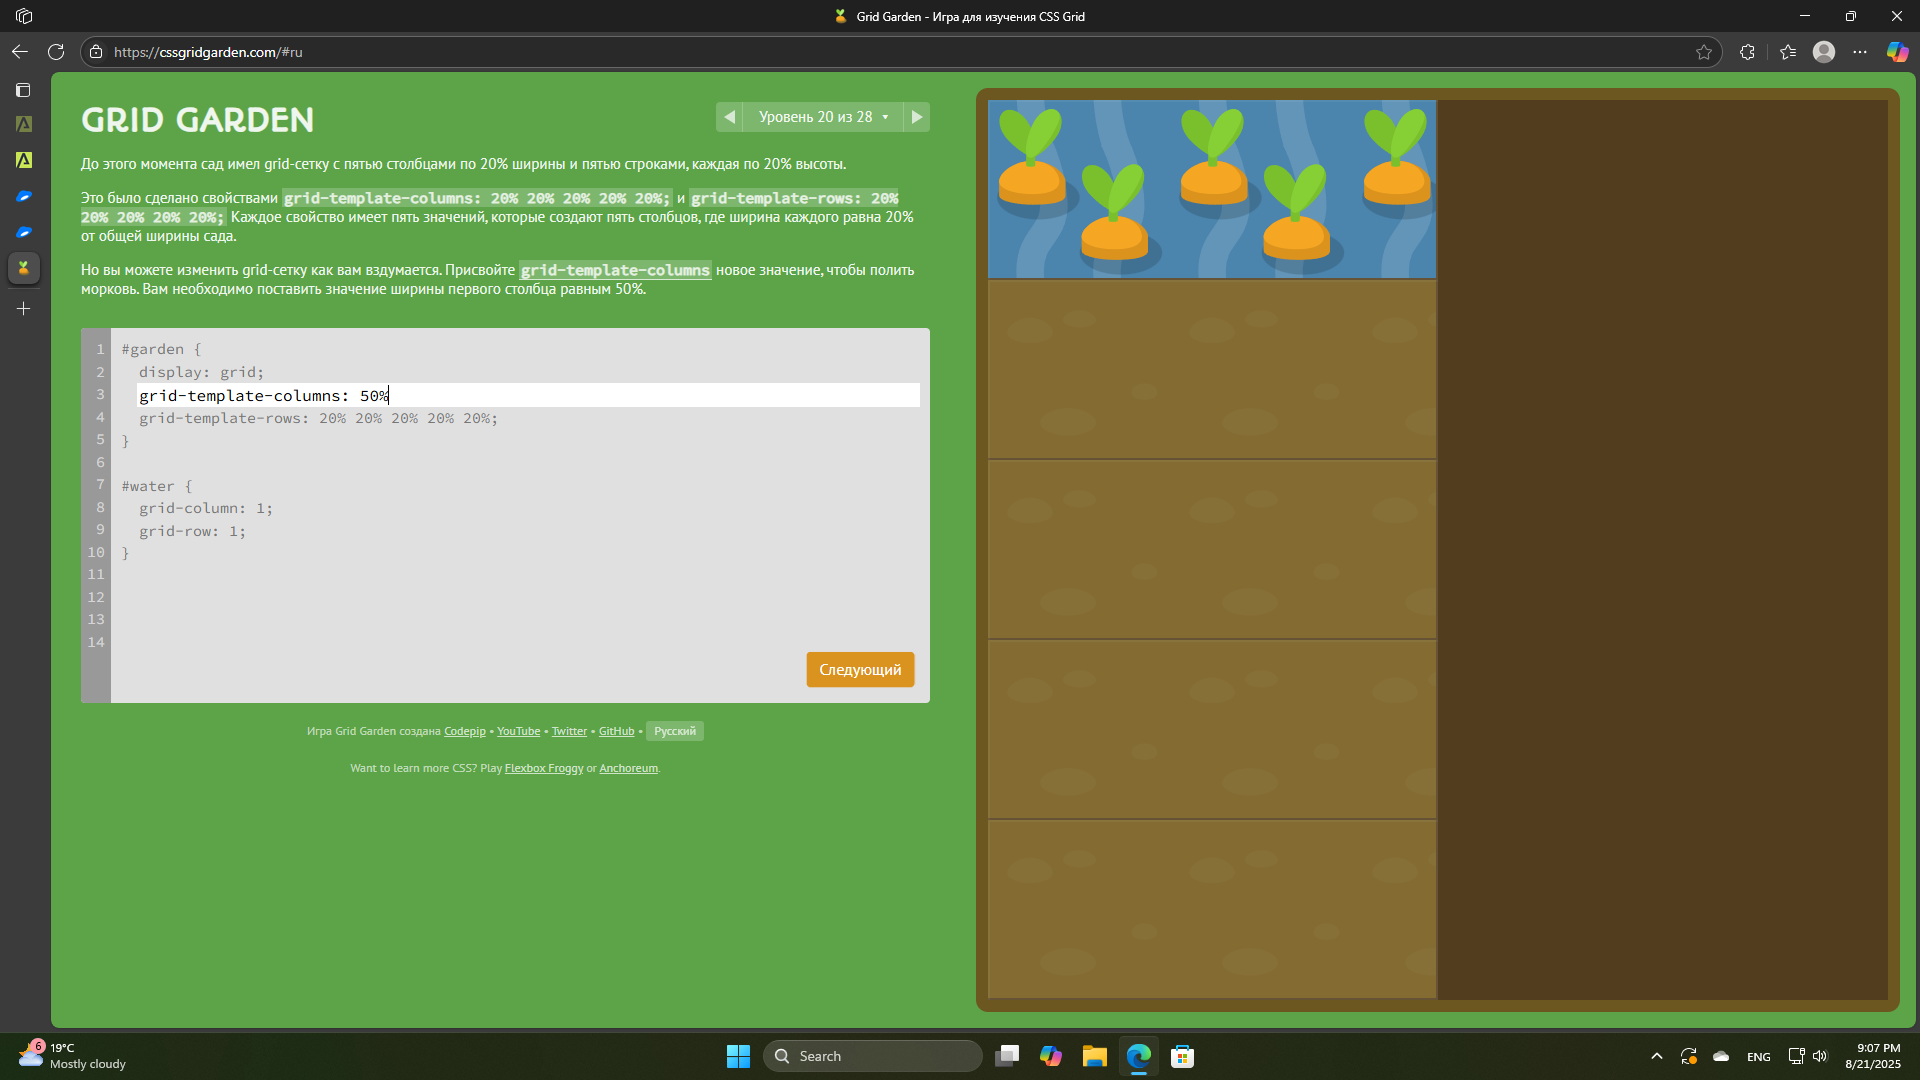 Grid Garden - Игра для изучения CSS Grid
https://cssgridgarden.com/#ru
GRID GARDEN
Уровень 20 из 28
До этого момента сад имел grid-сетку с пятью столбцами по 20% ширины и пятью строками, каждая по 20% высоты.
Это было сделано свойствами grid-template-columns: 20% 20% 20% 20% 20%; и grid-template-rows: 20%
20% 20% 20% 20%; Каждое свойство имеет пять значений, которые создают пять столбцов, где ширина каждого равна 20%
от общей ширины сада.
Но вы можете изменить grid-сетку как вам вздумается. Присвойте grid-template-columns новое значение, чтобы полить
морковь. Вам необходимо поставить значение ширины первого столбца равным 50%.
1 #garden {
2 display: grid;
3 grid-template-columns: 50%
4 grid-template-rows: 20% 20% 20% 20% 20%;
5 }
6
7 #water {
8 grid-column: 1;
9 grid-row: 1;
10 }
11
12
13
14
Следующий
Игра Grid Garden создана Codepip • YouTube • Twitter • GitHub • Русский
Want to learn more CSS? Play Flexbox Froggy or Anchoreum.
6
19°C
Mostly cloudy
Search
ENG
9:07 PM
8/21/2025